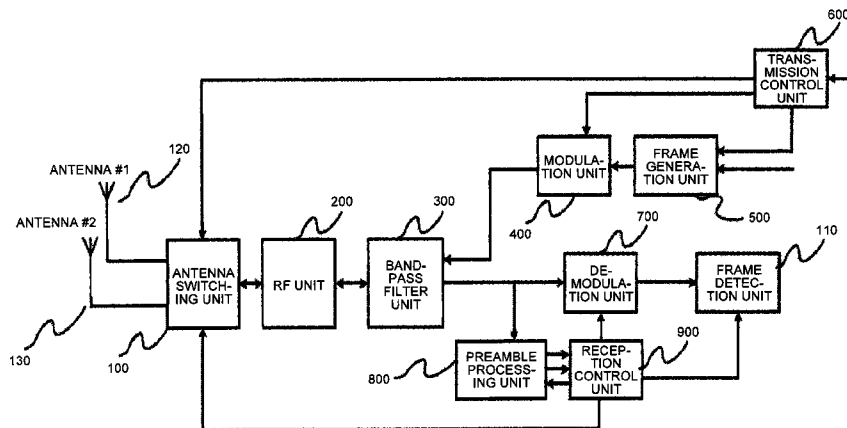 600
TRANS-
MISSION
CONTROL
UNIT
ANTENNA #1
120
MODULA-
TION UNIT
FRAME
GENERA-
TION UNIT
ANTENNA #2
200
300
400
700
500
110
ANTENNA
SWITCH-
ING UNIT
RF UNIT
BAND-
PASS
FILTER
UNIT
DE-
MODULA-
TION UNIT
FRAME
DETEC-
TION UNIT
130
100
800
PREAMBLE
PROCESS-
ING UNIT
RECEP-
TION
CONTROL
UNIT
900